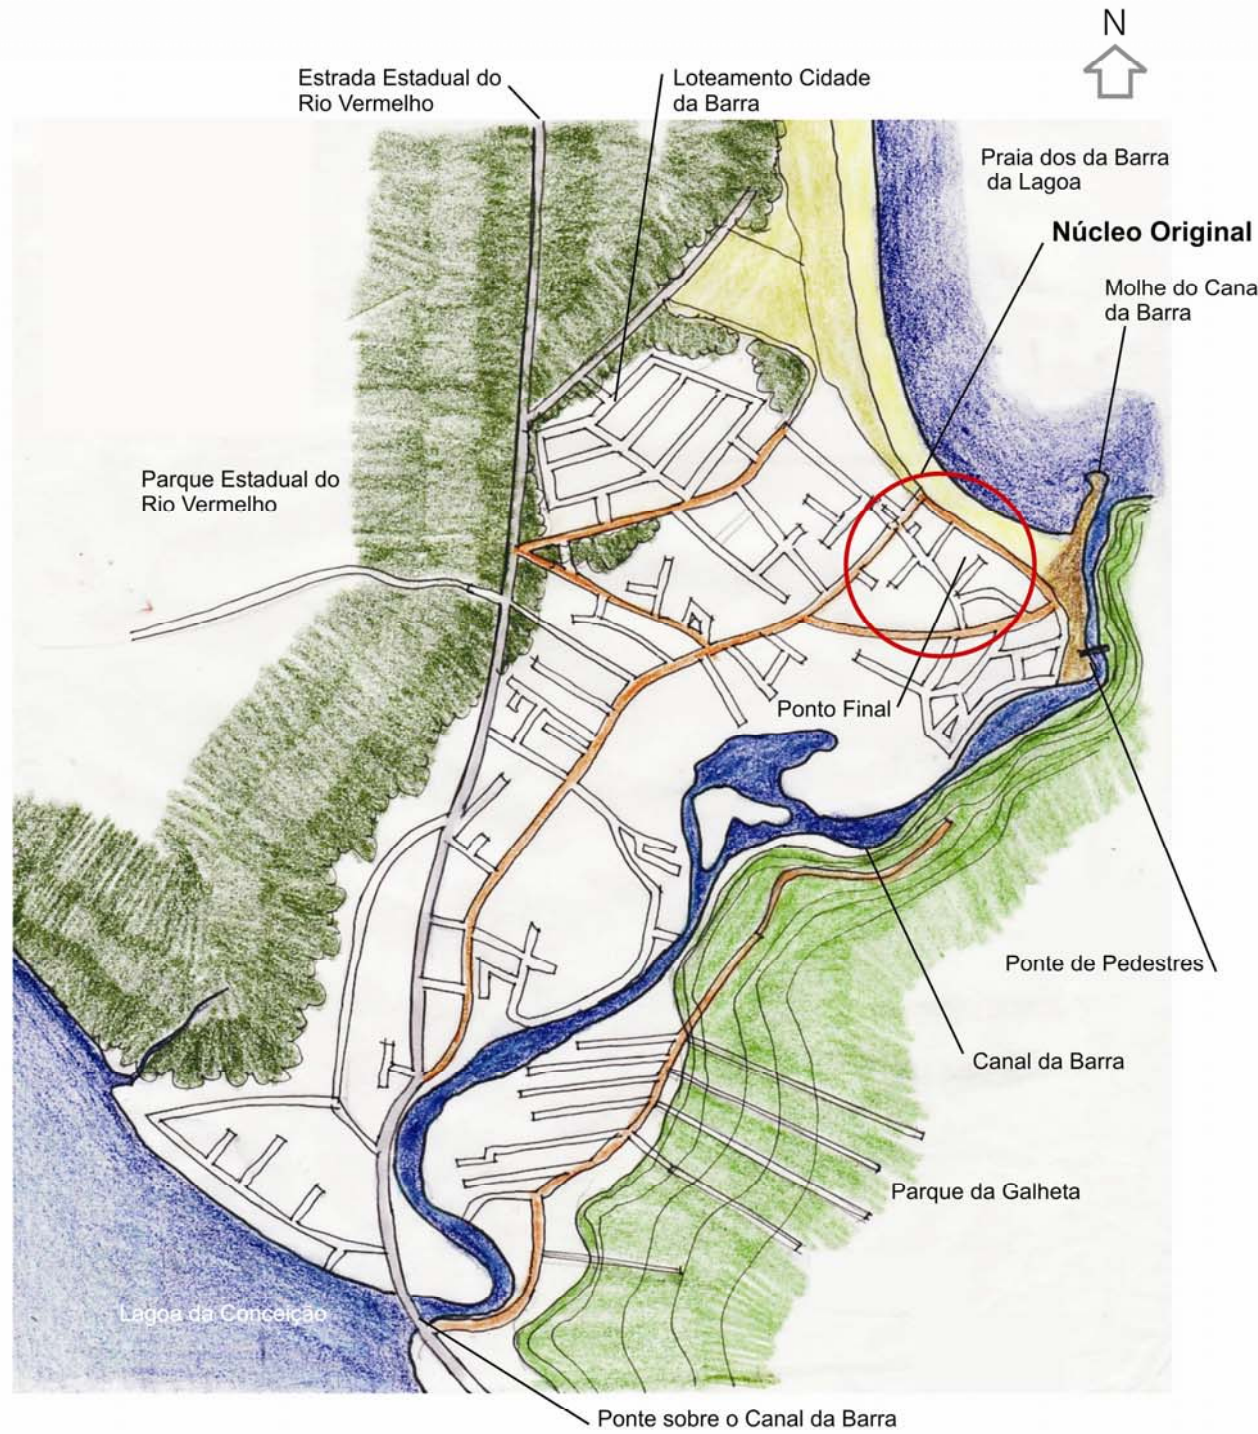 N
Estrada Estadual do
Rio Vermelho
Loteamento Cidade
da Barra
Praia dos da Barra
da Lagoa
Núcleo Original
Molhe do Cana
da Barra
Parque Estadual do
Rio Vermelho
Ponto Final
Ponte de Pedestres
Canal da Barra
Parque da Galheta
Lagoa da Conceição
Ponte sobre o Canal da Barra